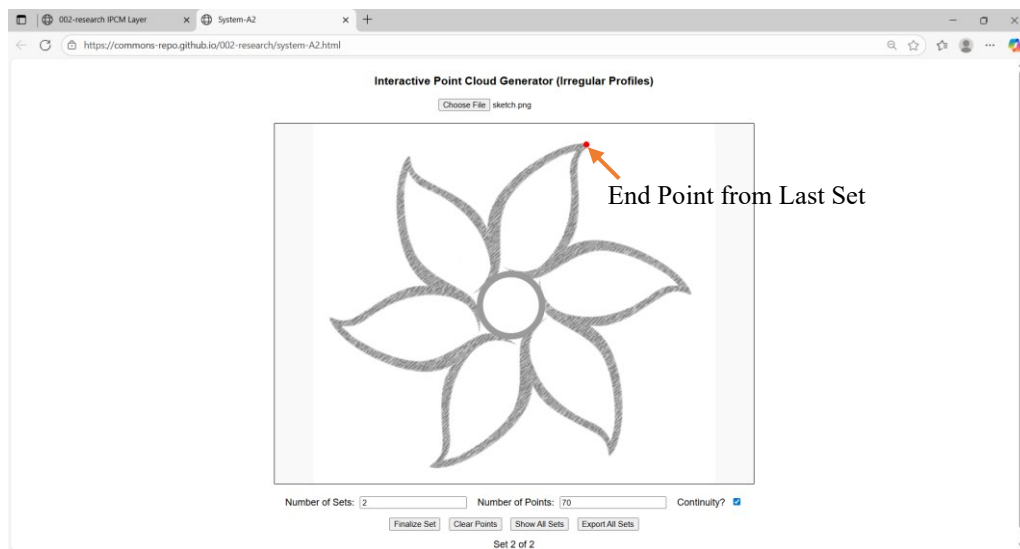 002-research IPCM Layer
System-A2
https://commons-repo.github.io/002-research/system-A2.html
Interactive Point Cloud Generator (Irregular Profiles)
Choose File sketch.png
End Point from Last Set
Number of Sets: 2 Number of Points: 70 Continuity?
Finalize Set Clear Points Show All Sets Export All Sets
Set 2 of 2